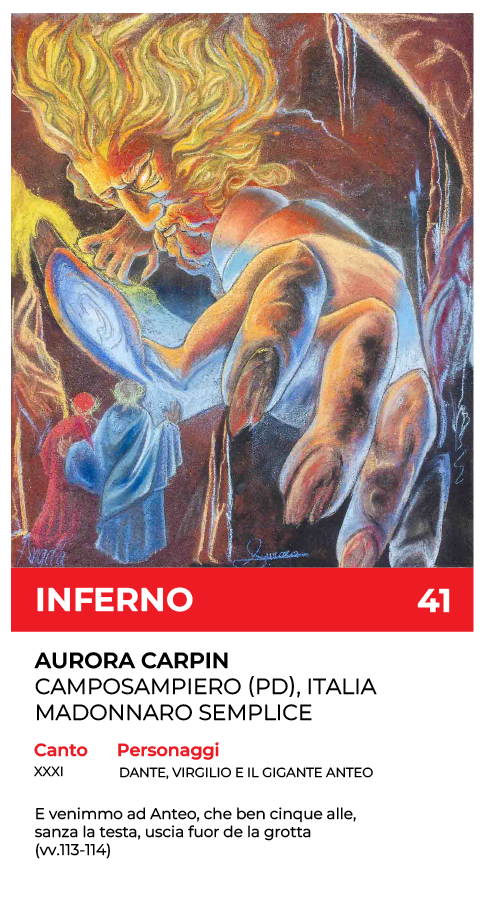 INFERNO 41
AURORA CARPIN
CAMPOSAMPIERO (PD), ITALIA
MADONNARO SEMPLICE
Canto Personaggi
XXXI DANTE, VIRGILIO E IL GIGANTE ANTEO
E venimmo ad Anteo, che ben cinque alle,
sanza la testa, uscia fuor de la grotta
(vv.113-114)